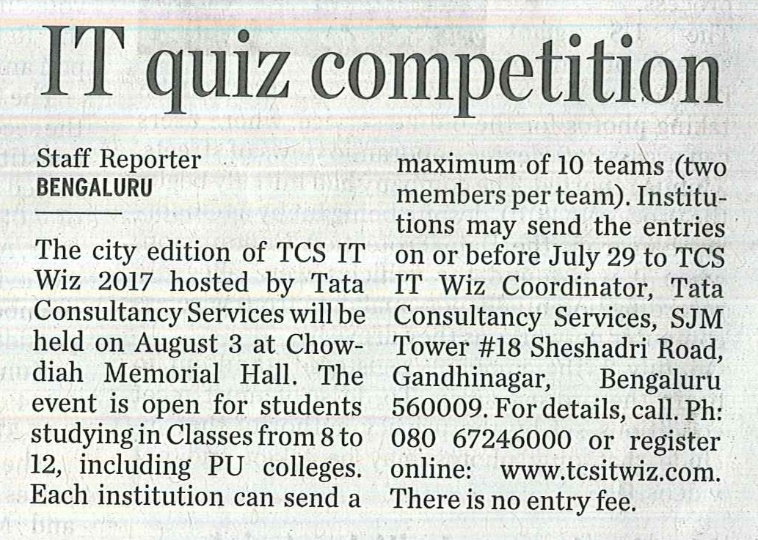 IT quiz competition
Staff Reporter
BENGALURU
The city edition of TCS IT
Wiz 2017 hosted by Tata
Consultancy Services will be
held on August 3 at Chow-
diah Memorial Hall. The
event is open for students
studying in Classes from 8 to
12, including PU colleges.
Each institution can send a
maximum of 10 teams (two
members per team). Institu-
tions may send the entries
on or before July 29 to TCS
IT Wiz Coordinator, Tata
Consultancy Services, SJM
Tower #18 Sheshadri Road,
Gandhinagar, Bengaluru
560009. For details, call. Ph:
080 67246000 or register
online: www.tcsitwiz.com.
There is no entry fee.